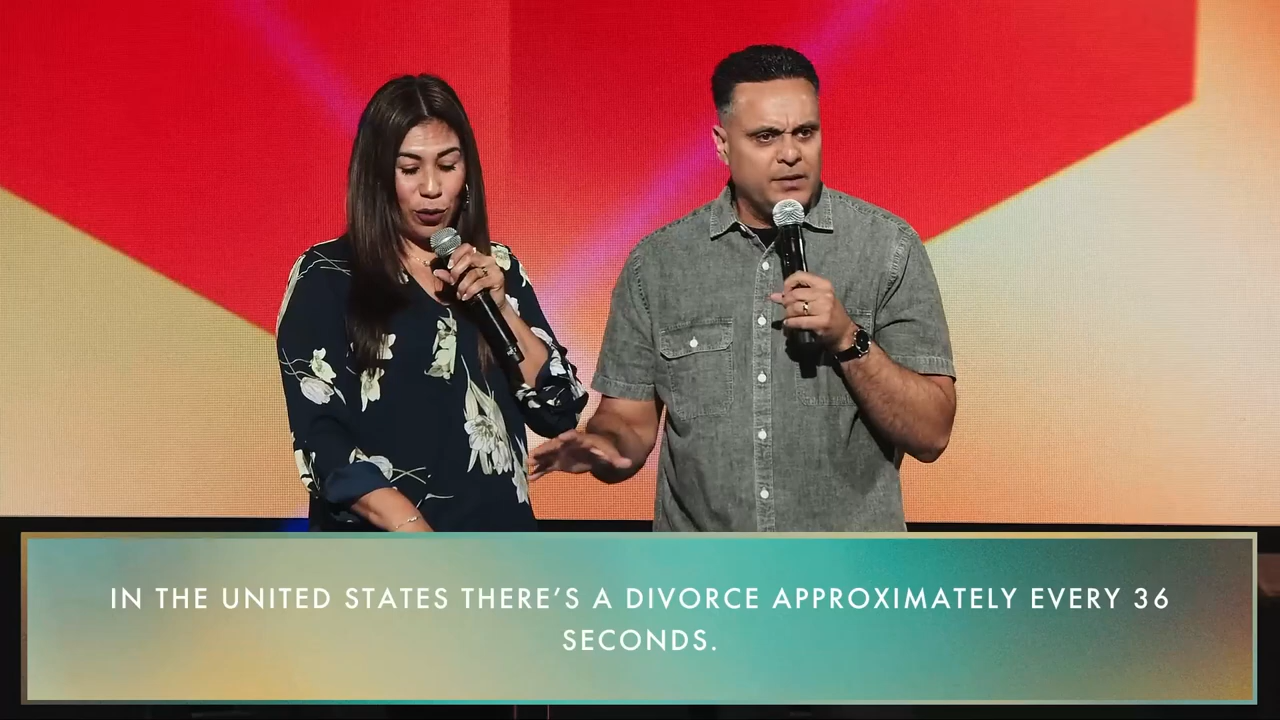 IN THE UNITED STATES THERE’S A DIVORCE APPROXIMATELY EVERY 36
SECONDS.